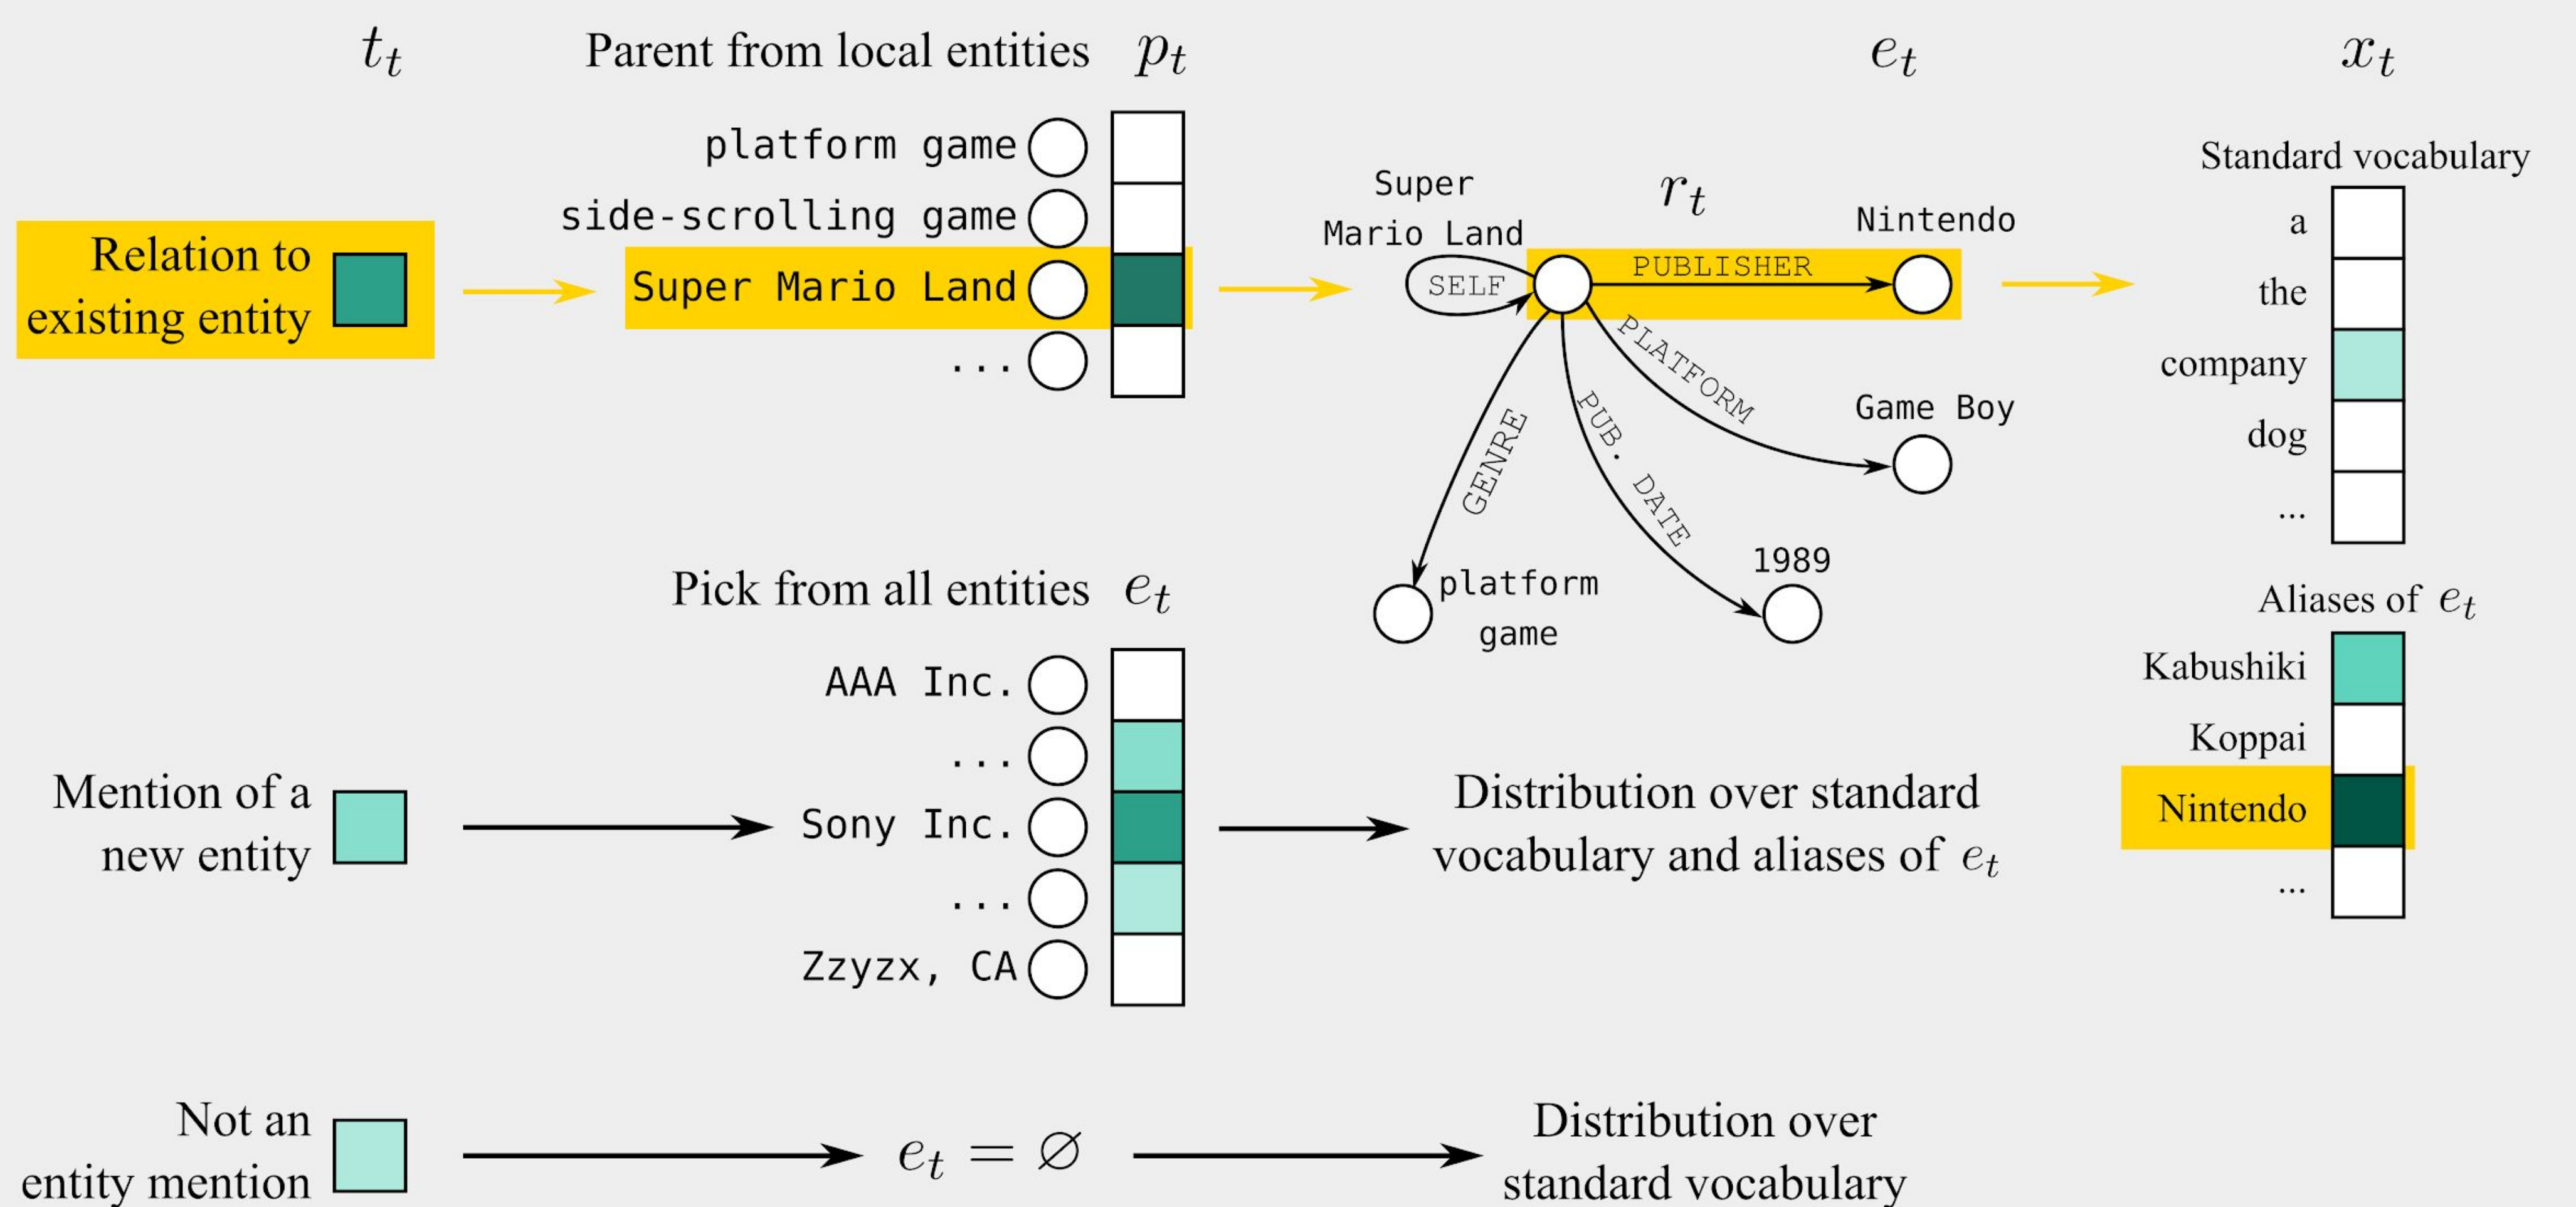 t_t
Parent from local entities p_t
e_t
x_t
platform game
side-scrolling game
Super Mario Land
...
Relation to
existing entity
Super
Mario Land
SELF
r_t
PUBLISHER
Nintendo
PLATFORM
Game Boy
PUB. DATE
1989
GENRE
platform
game
Standard vocabulary
a
the
company
dog
...
Aliases of e_t
Kabushiki
Koppai
Nintendo
...
Mention of a
new entity
Pick from all entities e_t
AAA Inc.
...
Sony Inc.
...
Zzyzx, CA
Distribution over standard
vocabulary and aliases of e_t
Not an
entity mention
e_t = ∅
Distribution over
standard vocabulary